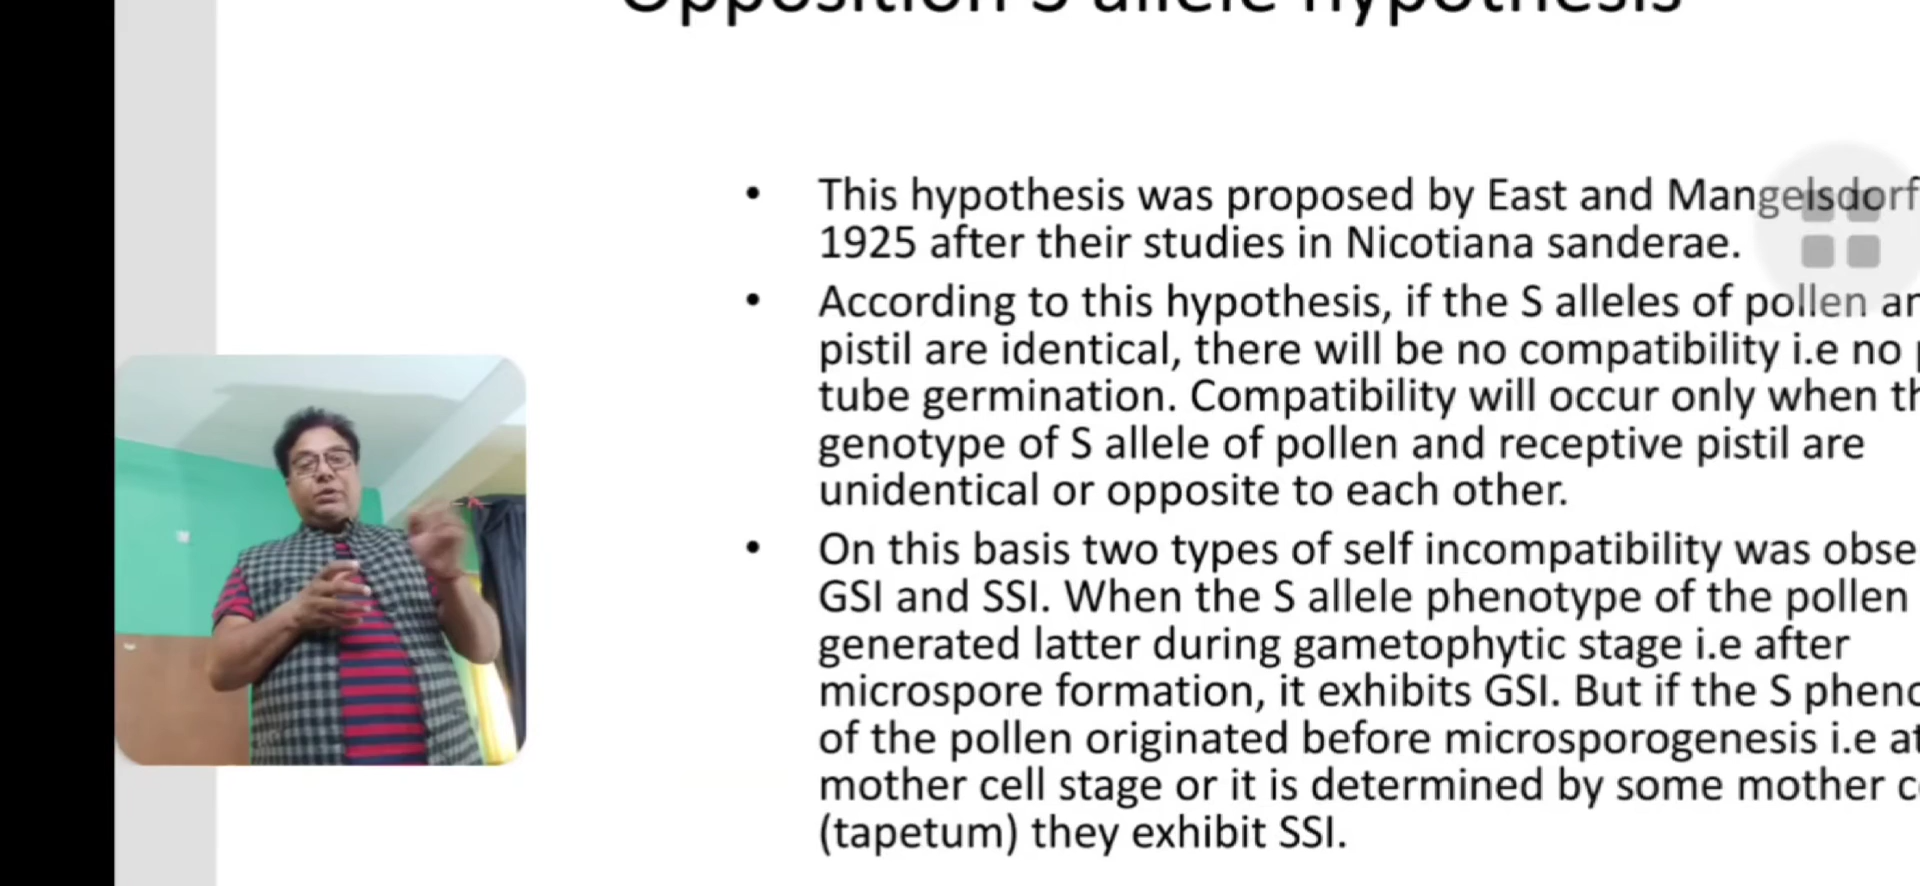 Opposition S allele hypothesis
• This hypothesis was proposed by East and Mangelsdorf
1925 after their studies in Nicotiana sanderae.
• According to this hypothesis, if the S alleles of pollen
pistil are identical, there will be no compatibility i.e no
tube germination. Compatibility will occur only when
genotype of S allele of pollen and receptive pistil are
unidentical or opposite to each other.
• On this basis two types of self incompatibility was
GSI and SSI. When the S allele phenotype of the pollen
generated latter during gametophytic stage i.e after
microspore formation, it exhibits GSI. But if the S
of the pollen originated before microsporogenesis i.e
mother cell stage or it is determined by some mother
(tapetum) they exhibit SSI.